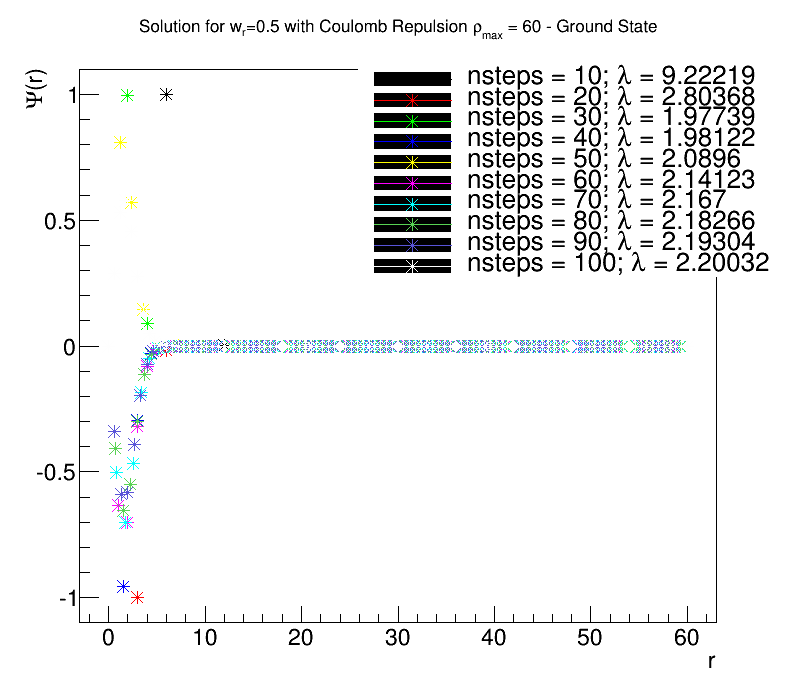 Solution for wr=0.5 with Coulomb Repulsion ρmax = 60 - Ground State
Ψ(r)
nsteps = 10; λ = 9.22219
nsteps = 20; λ = 2.80368
nsteps = 30; λ = 1.97739
nsteps = 40; λ = 1.98122
nsteps = 50; λ = 2.0896
nsteps = 60; λ = 2.14123
nsteps = 70; λ = 2.167
nsteps = 80; λ = 2.18266
nsteps = 90; λ = 2.19304
nsteps = 100; λ = 2.20032
1
0.5
0
-0.5
-1
0 10 20 30 40 50 60
r